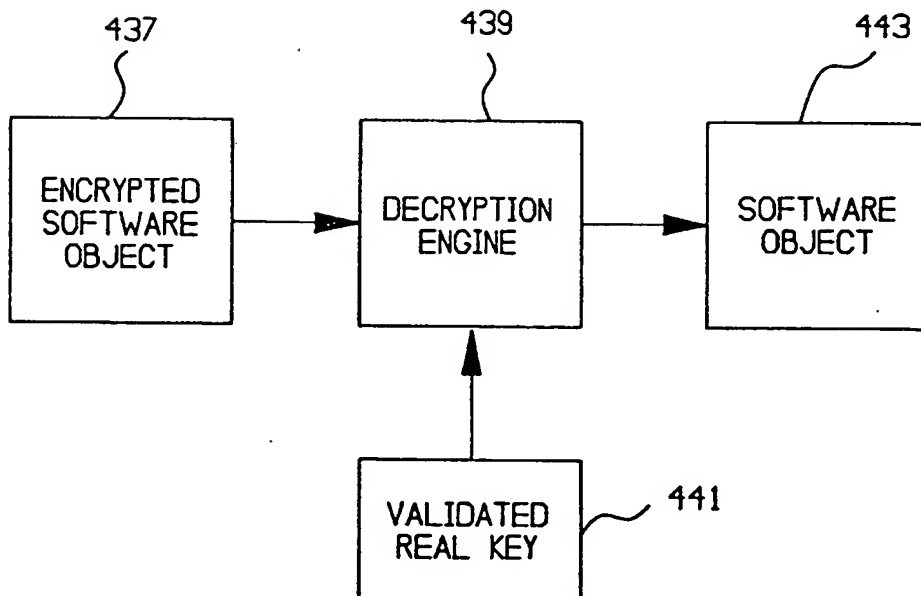 437
439
443
ENCRYPTED
SOFTWARE
OBJECT
DECRYPTION
ENGINE
SOFTWARE
OBJECT
VALIDATED
REAL KEY
441